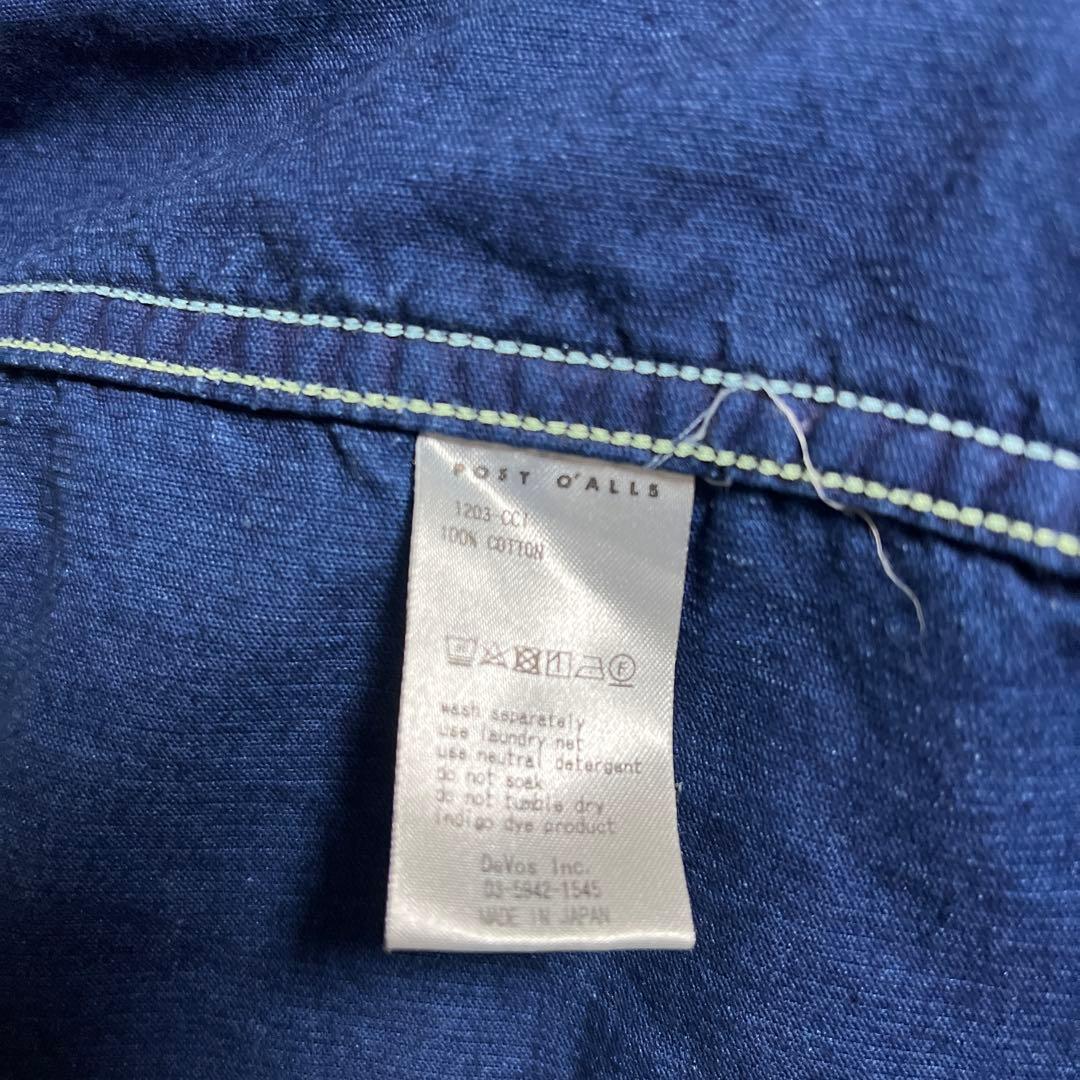 POST O'ALLS
1203-CC1
100% COTTON
wash separately
use laundry net
use neutral detergent
do not soak
do not tumble dry
indigo dye product
DeVos Inc.
03-5942-1545
MADE IN JAPAN